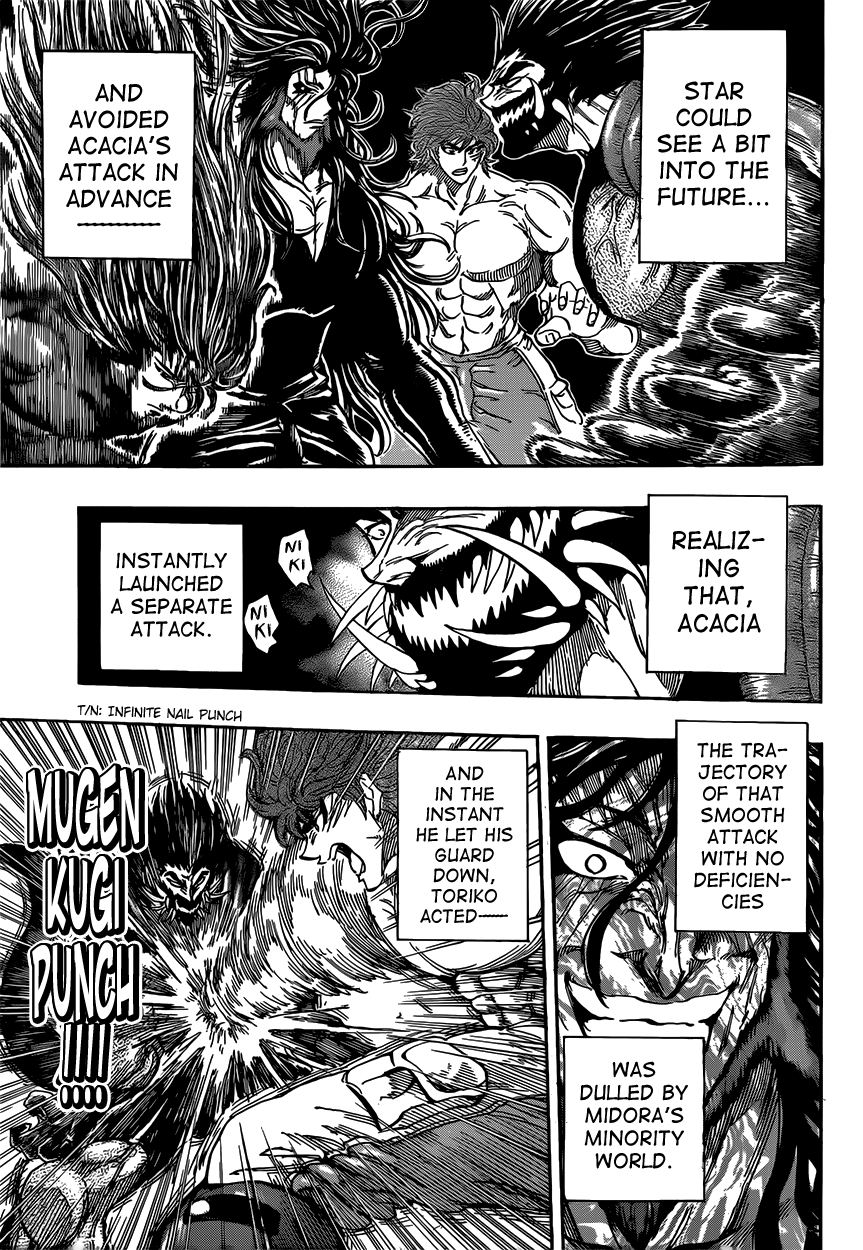 STAR
COULD
SEE A BIT
INTO THE
FUTURE...
AND
AVOIDED
ACACIA'S
ATTACK IN
ADVANCE
REALIZ-
ING
THAT,
ACACIA
NI
KI
NI
KI
INSTANTLY
LAUNCHED
A SEPARATE
ATTACK.
THE TRA-
JECTORY
OF THAT
SMOOTH
ATTACK
WITH NO
DEFICIEN-
CIES
WAS
DULLED BY
MIDORA'S
MINORITY
WORLD.
AND
IN THE
INSTANT
HE LET HIS
GUARD
DOWN,
TORIKO
ACTED—
T/N: INFINITE NAIL PUNCH
MUGEN
KUGI
PUNCH
!!!!